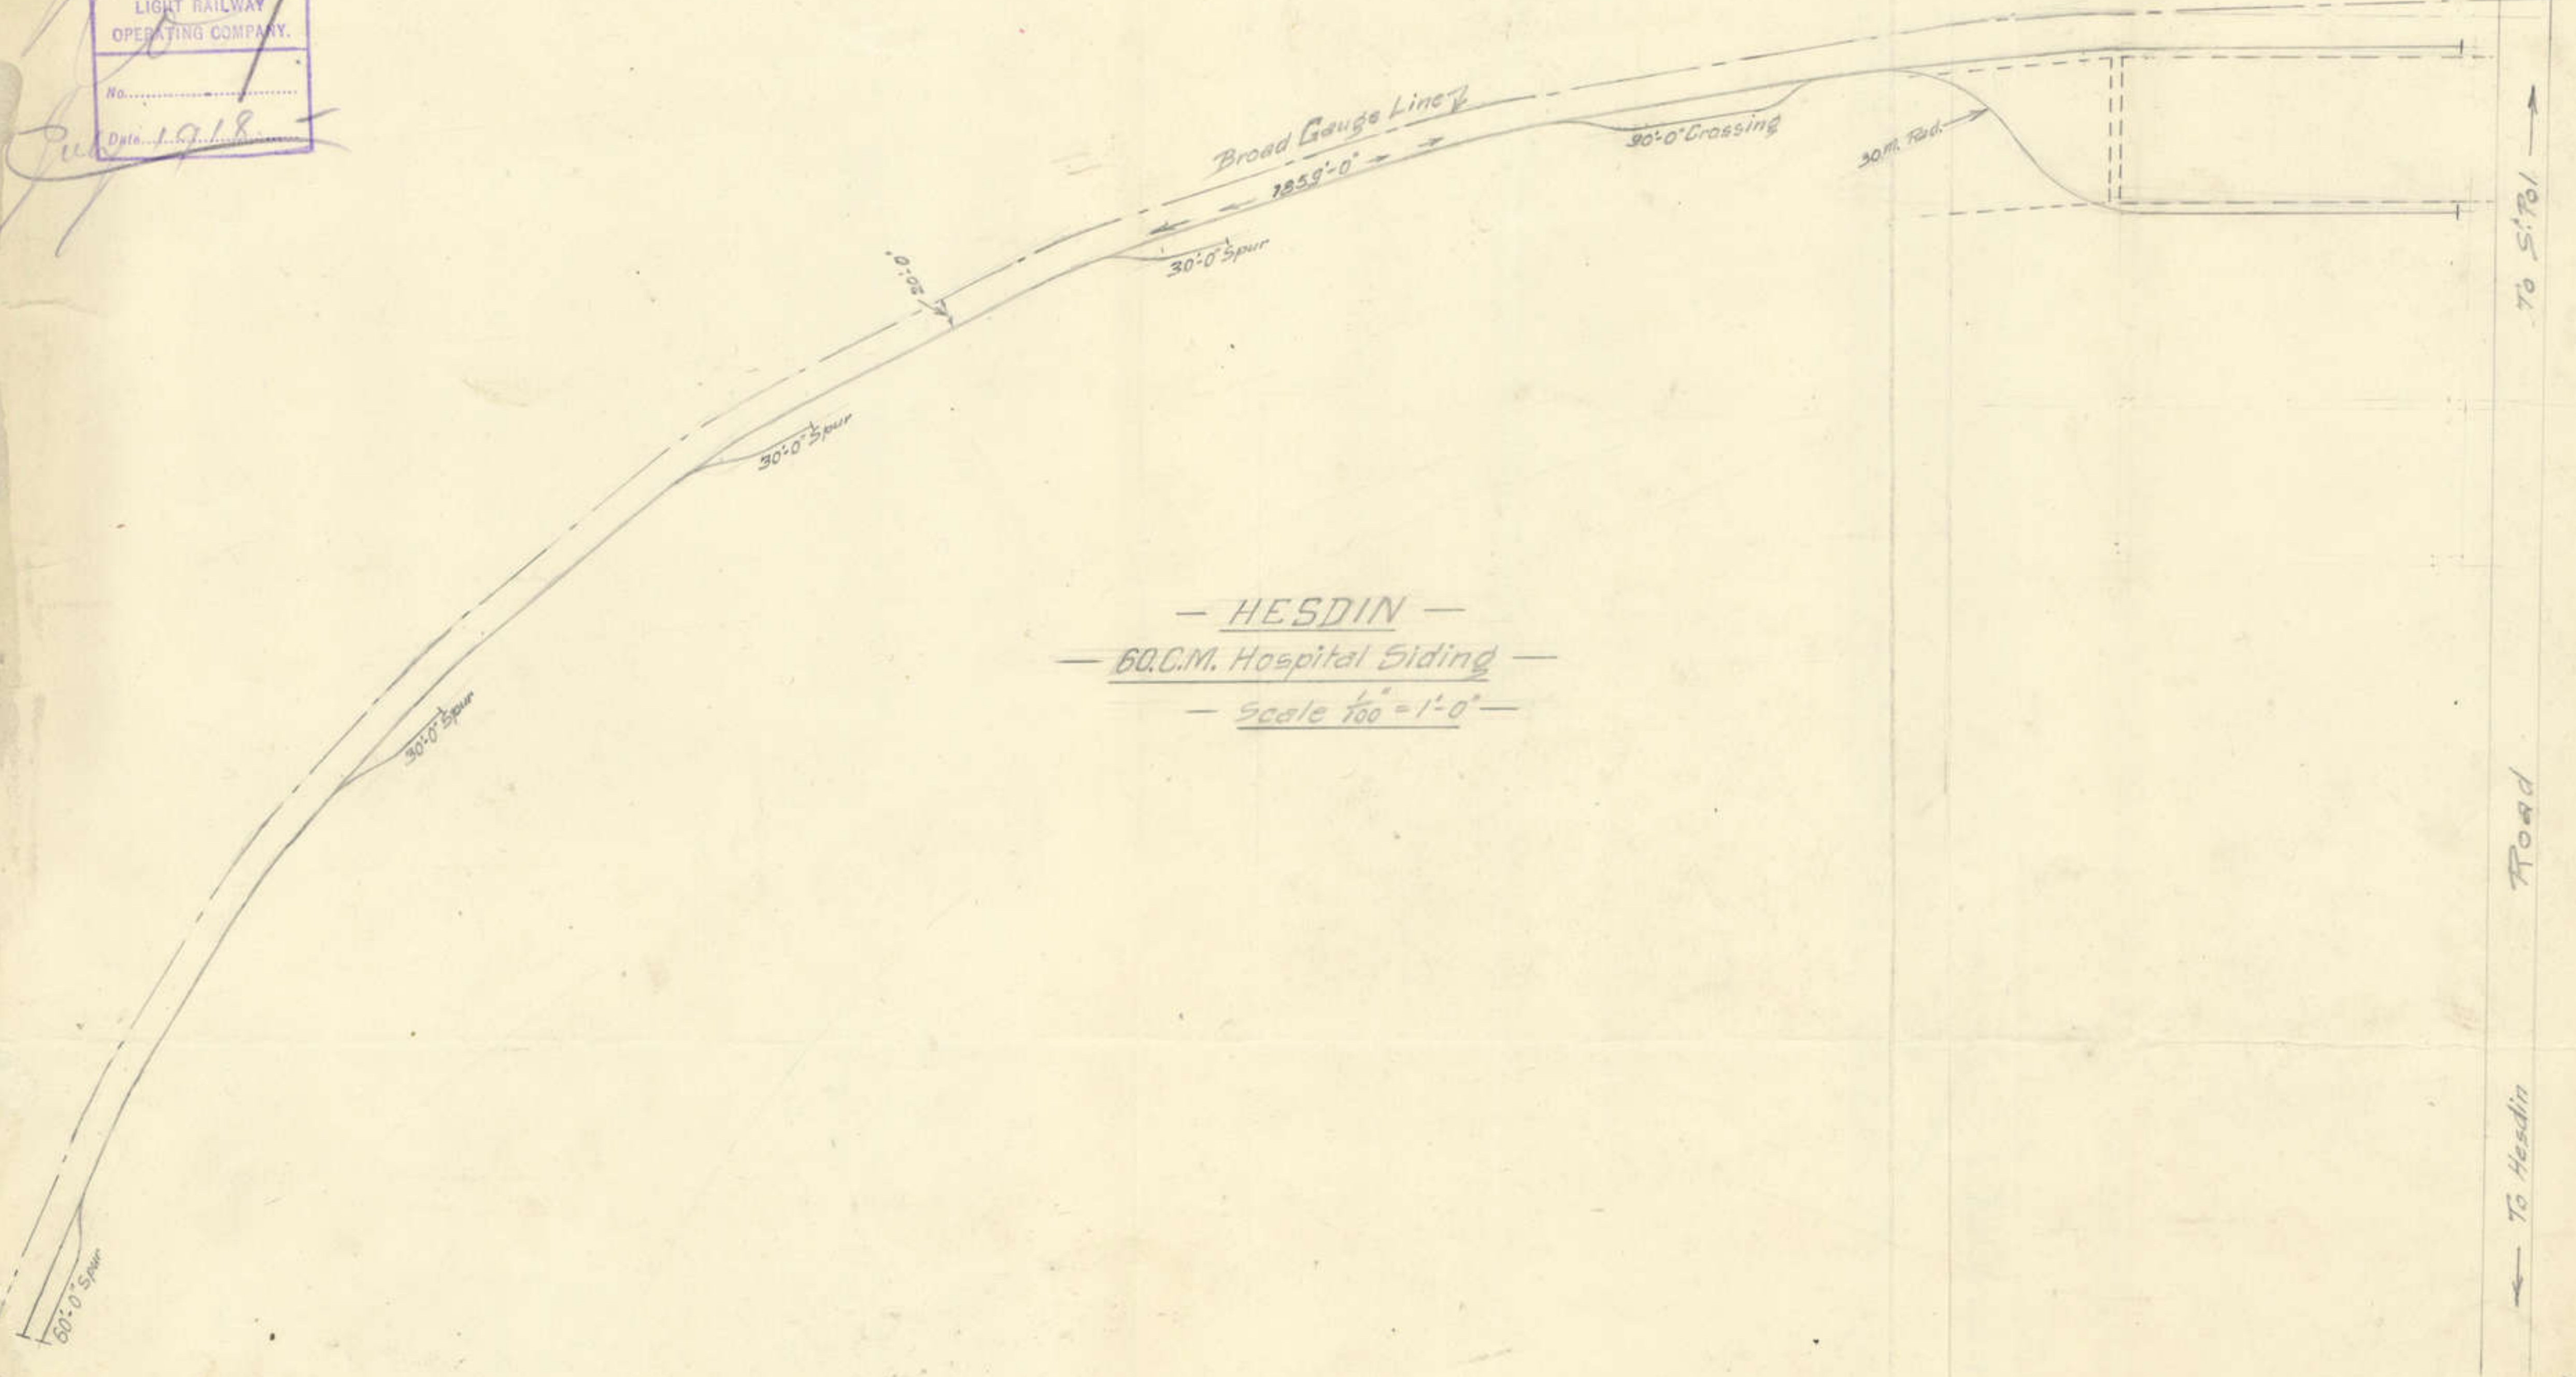 LIGHT RAILWAY
OPERATING COMPANY.
No.
Date 1918
Broad Gauge Line
1859'-0"
90'-0" Crossing
30.m. Rad.
To St. Pol
20'-0"
30'-0" Spur
30'-0" Spur
30'-0" Spur
— HESDIN —
— 60.C.M. Hospital Siding —
— Scale 1/100" = 1'-0" —
Road
To Hesdin
60'-0" Spur